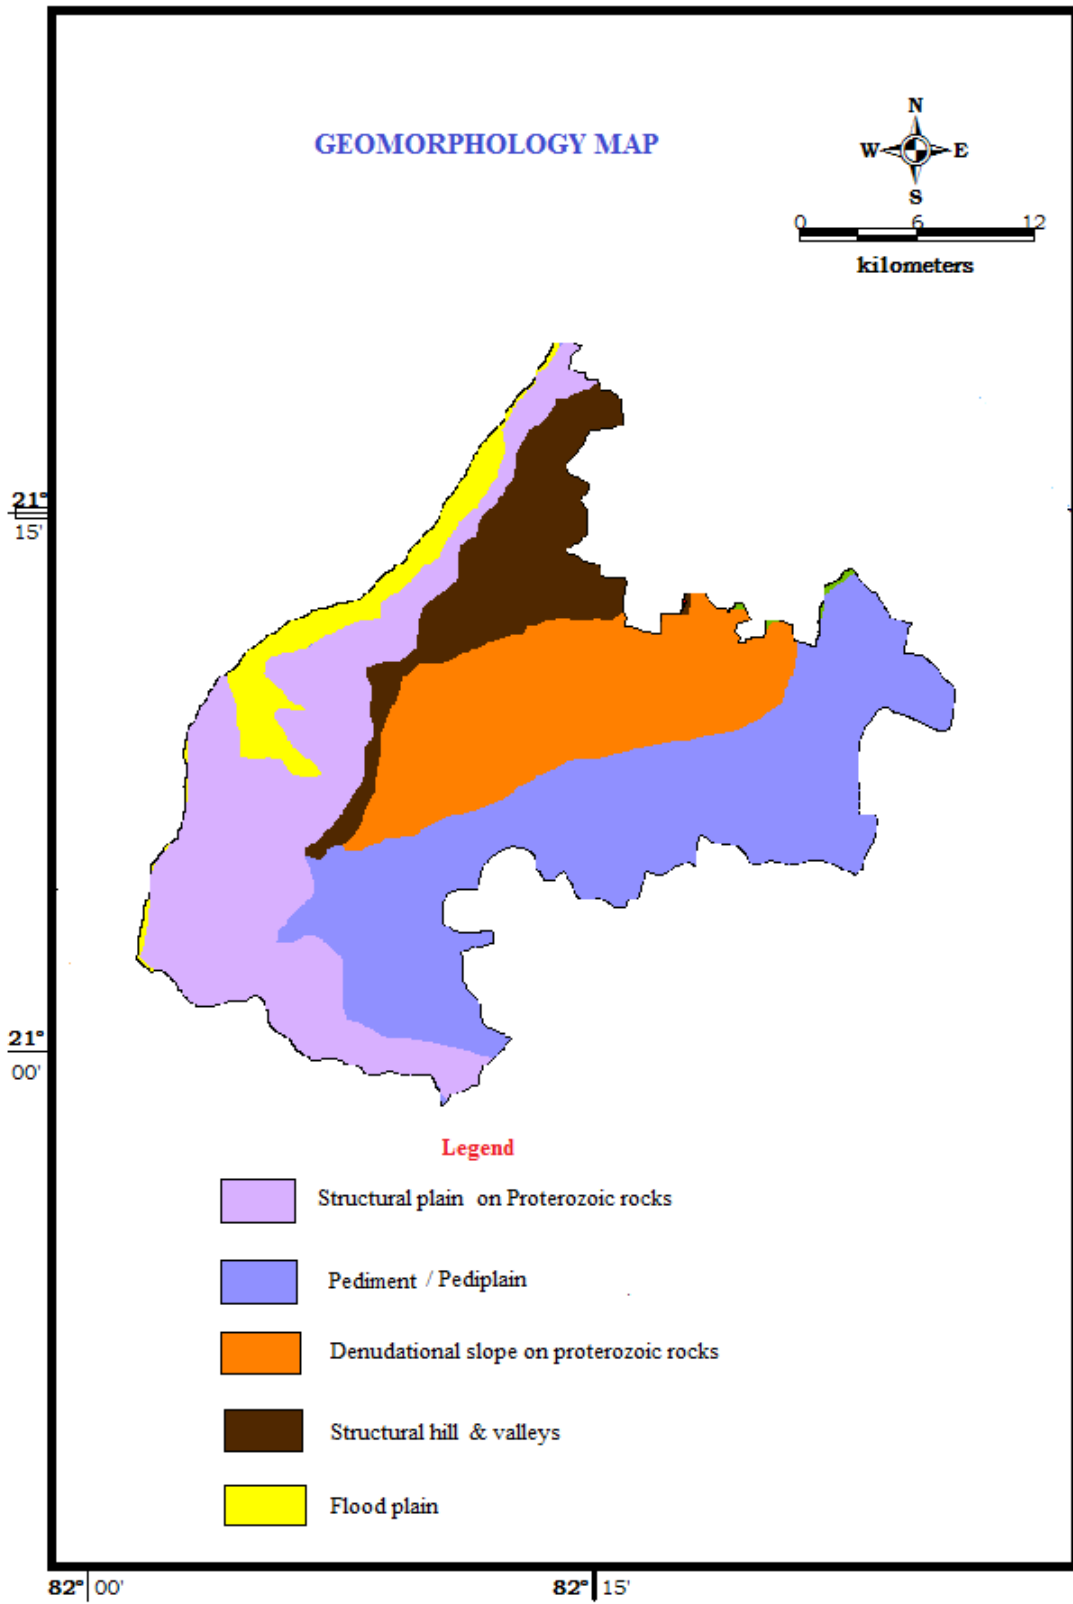 N
GEOMORPHOLOGY MAP
W E
S
0 6 12
kilometers
21°
15'
21°
00'
Legend
Structural plain on Proterozoic rocks
Pediment / Pediplain
Denudational slope on proterozoic rocks
Structural hill & valleys
Flood plain
82° 00' 82° 15'